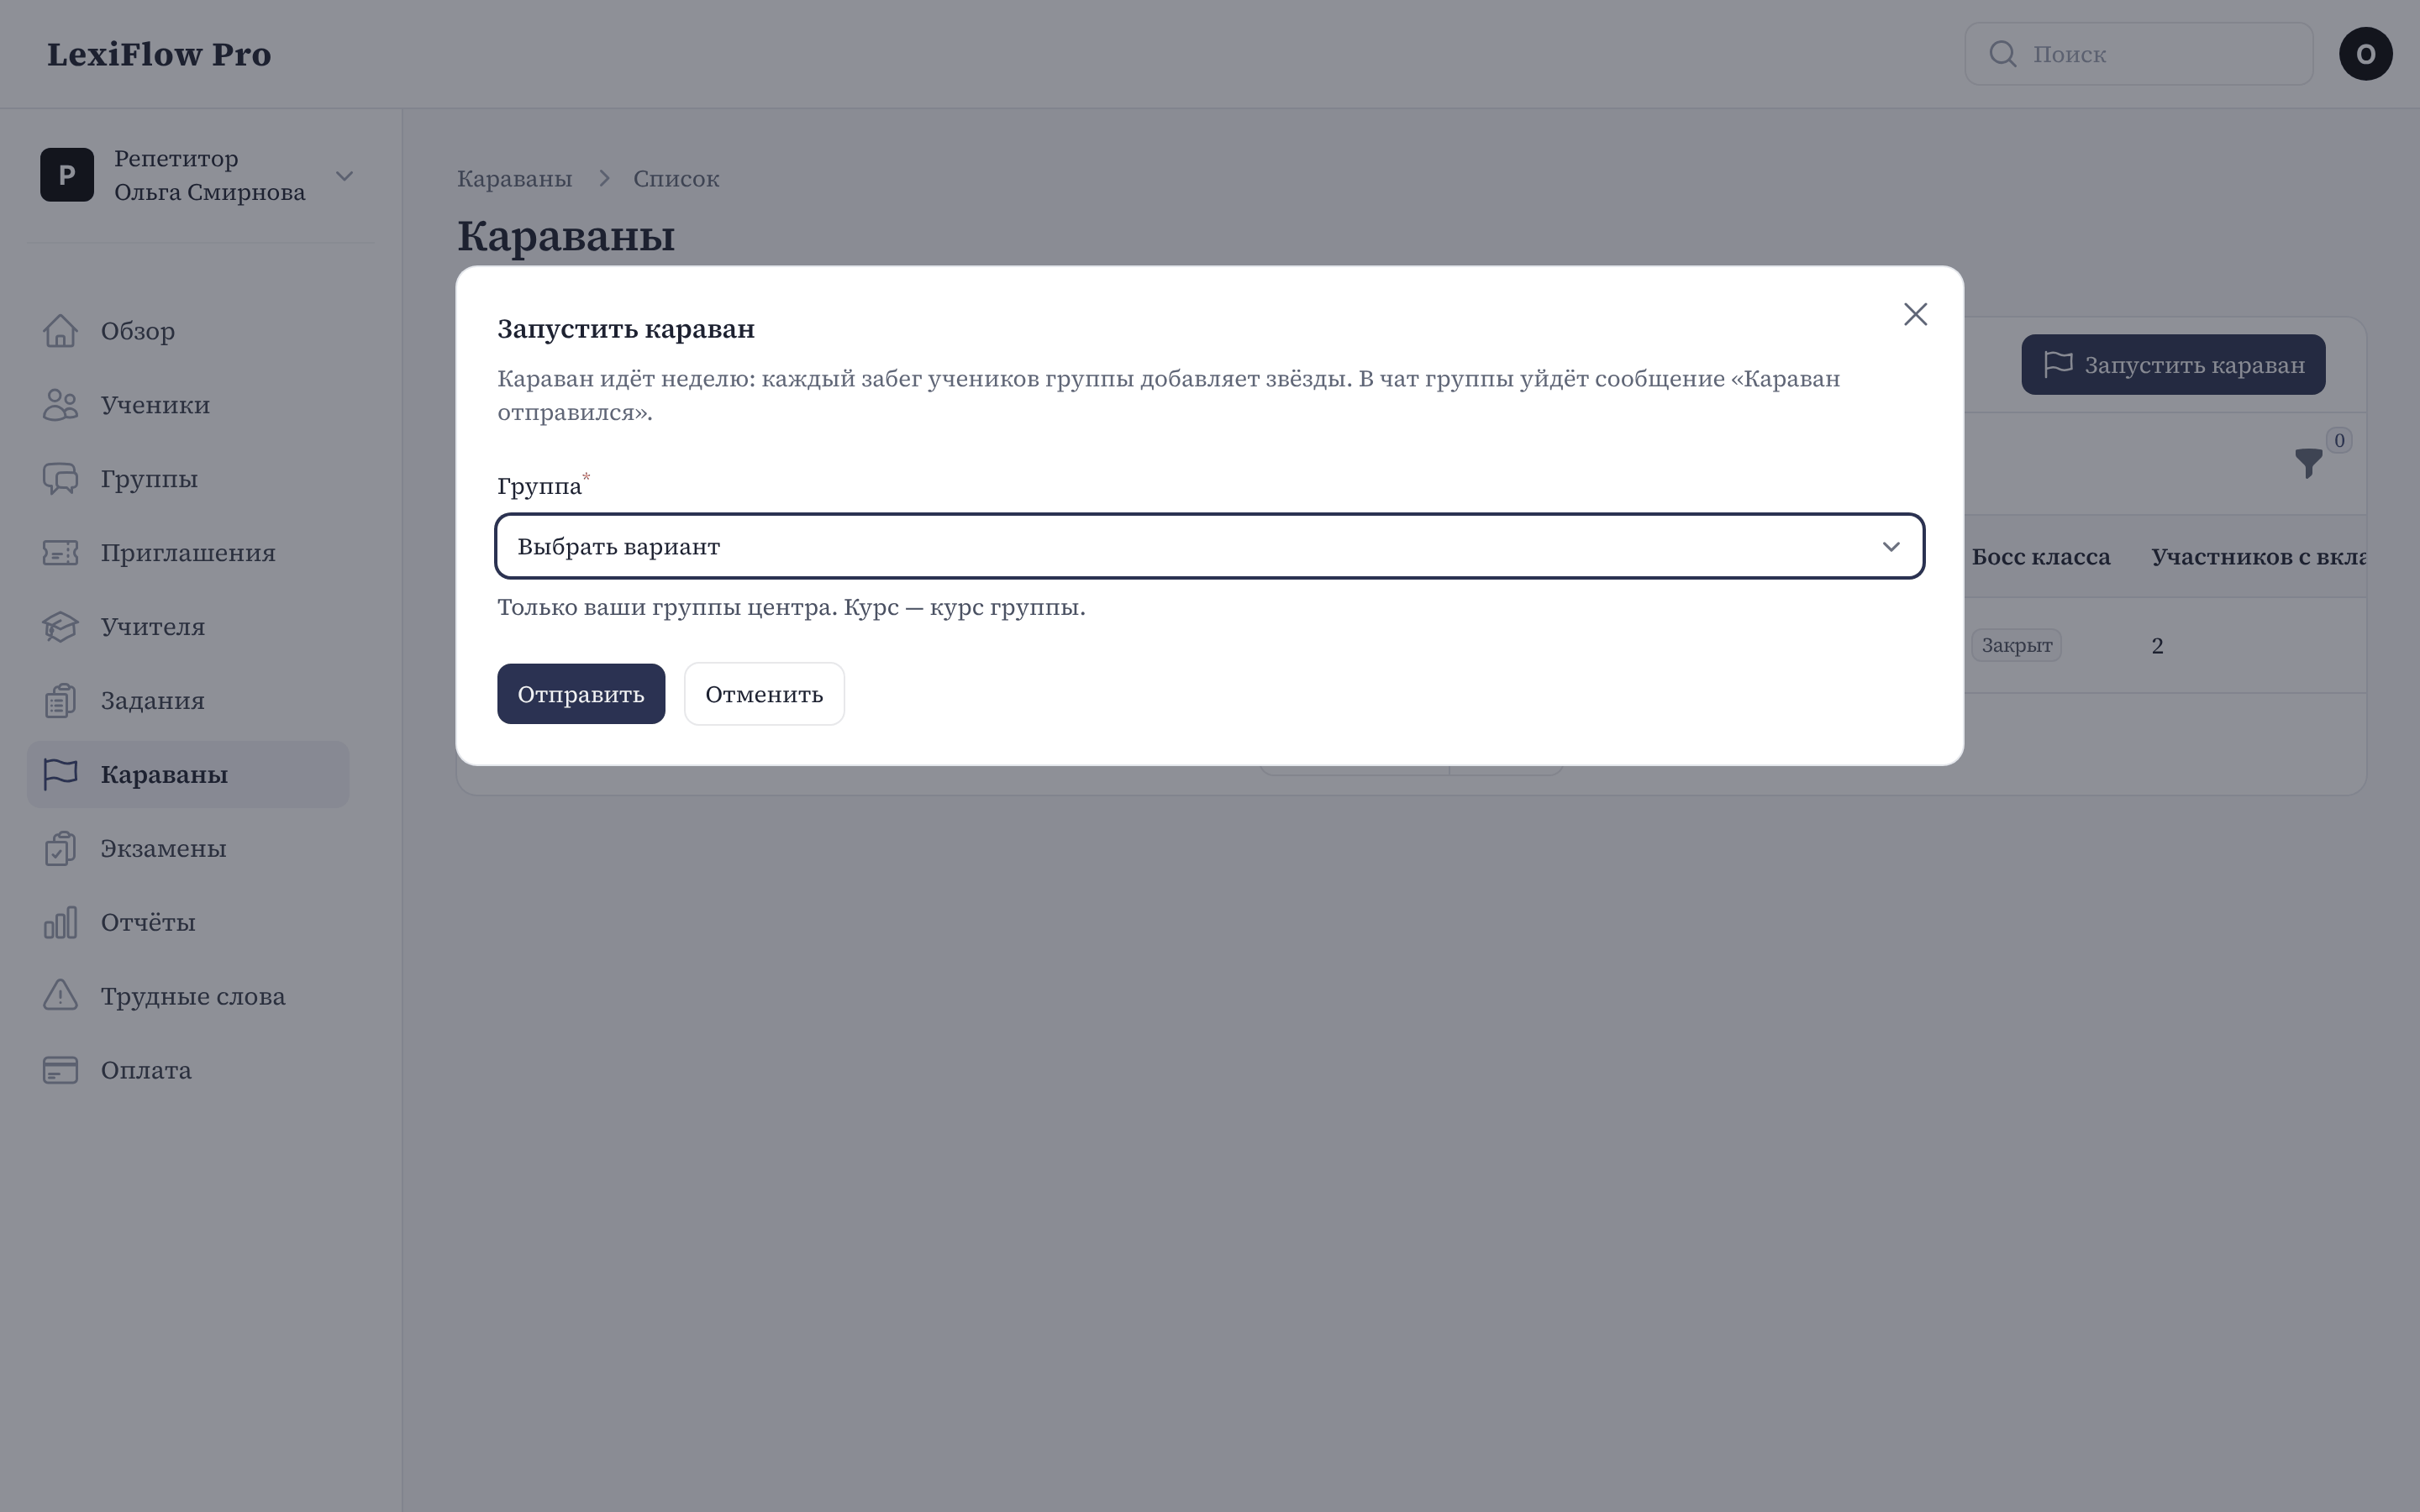 LexiFlow Pro
Поиск
O
P
Репетитор
Ольга Смирнова
Обзор
Ученики
Группы
Приглашения
Учителя
Задания
Караваны
Экзамены
Отчёты
Трудные слова
Оплата
Караваны
Список
Караваны
Запустить караван
Караван идёт неделю: каждый забег учеников группы добавляет звёзды. В чат группы уйдёт сообщение «Караван
отправился».
Группа*
Выбрать вариант
Только ваши группы центра. Курс — курс группы.
Отправить
Отменить
Запустить караван
0
Босс класса
Участников с вкла
Закрыт
2